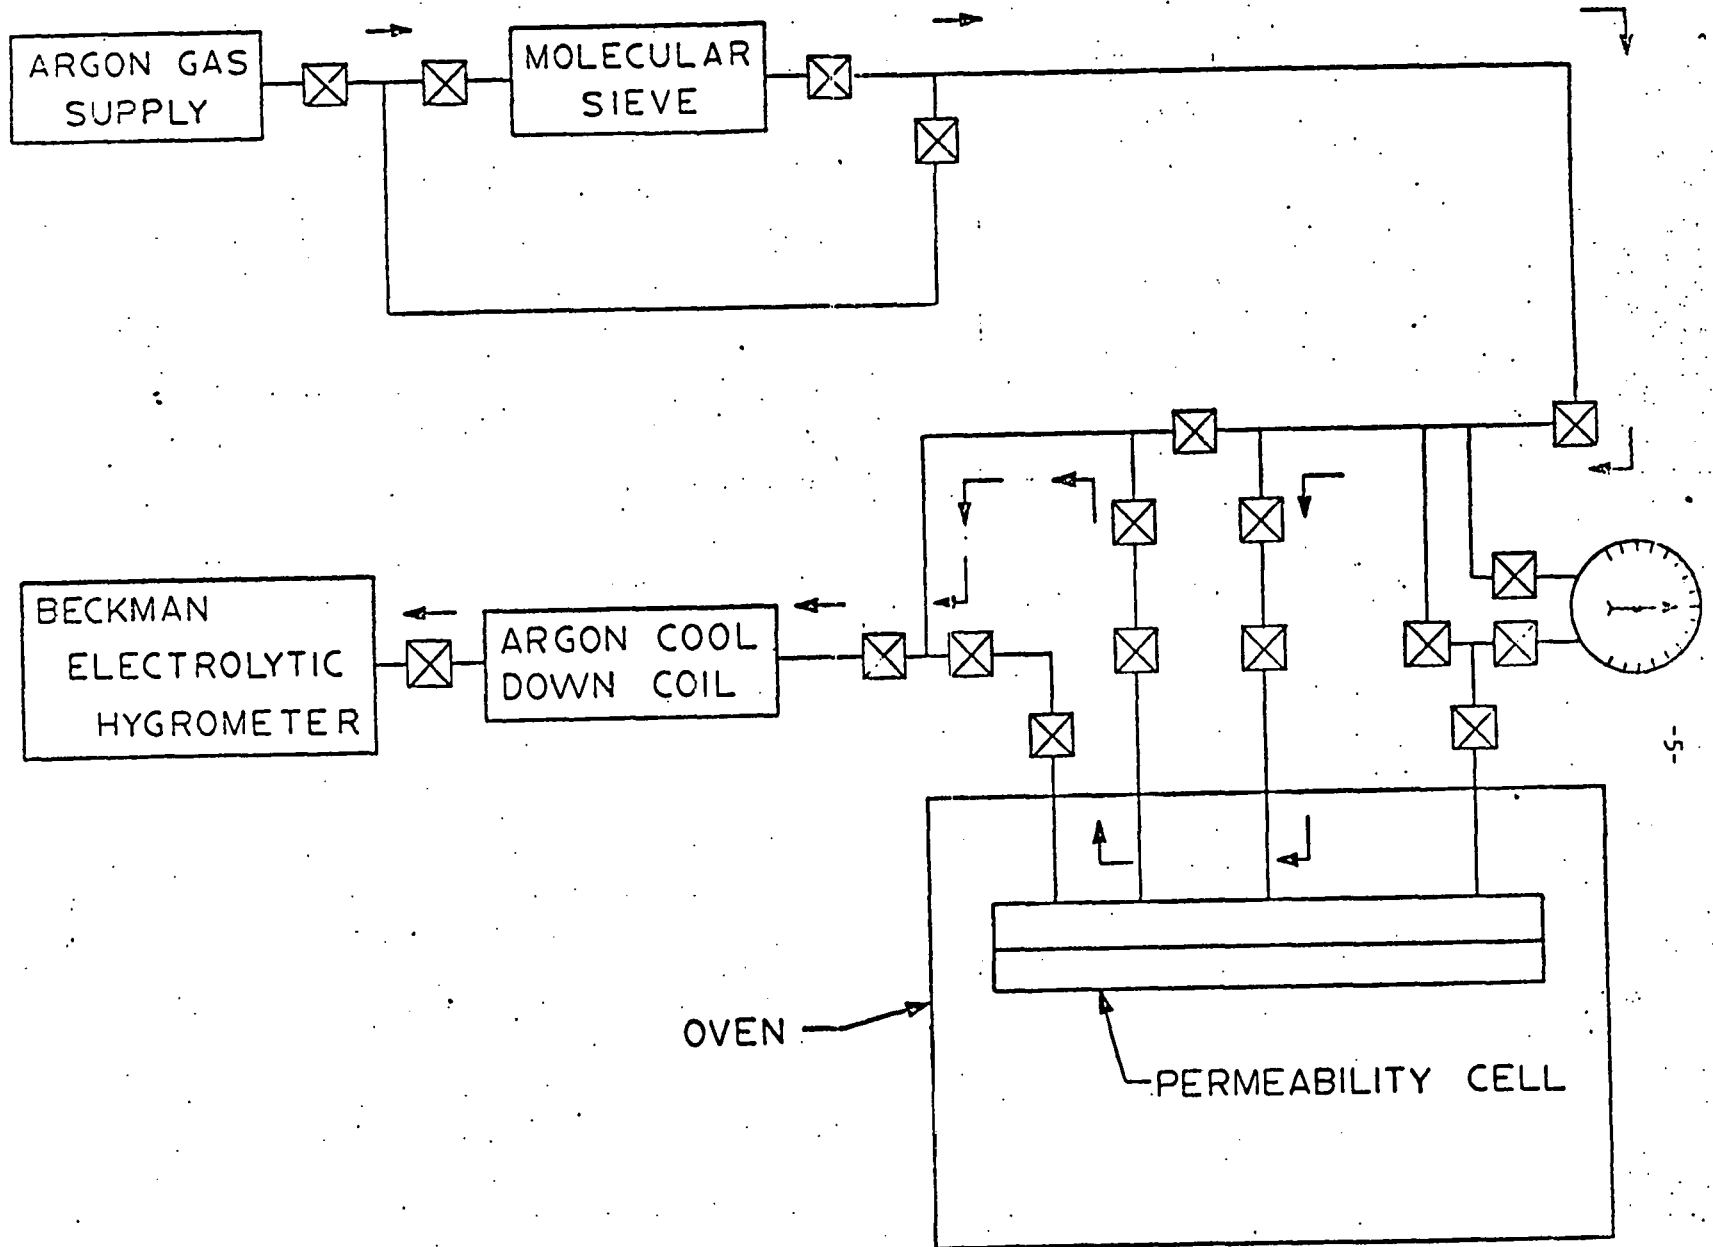 ARGON GAS
SUPPLY
MOLECULAR
SIEVE
BECKMAN
ELECTROLYTIC
HYGROMETER
ARGON COOL
DOWN COIL
-5-
OVEN
PERMEABILITY CELL